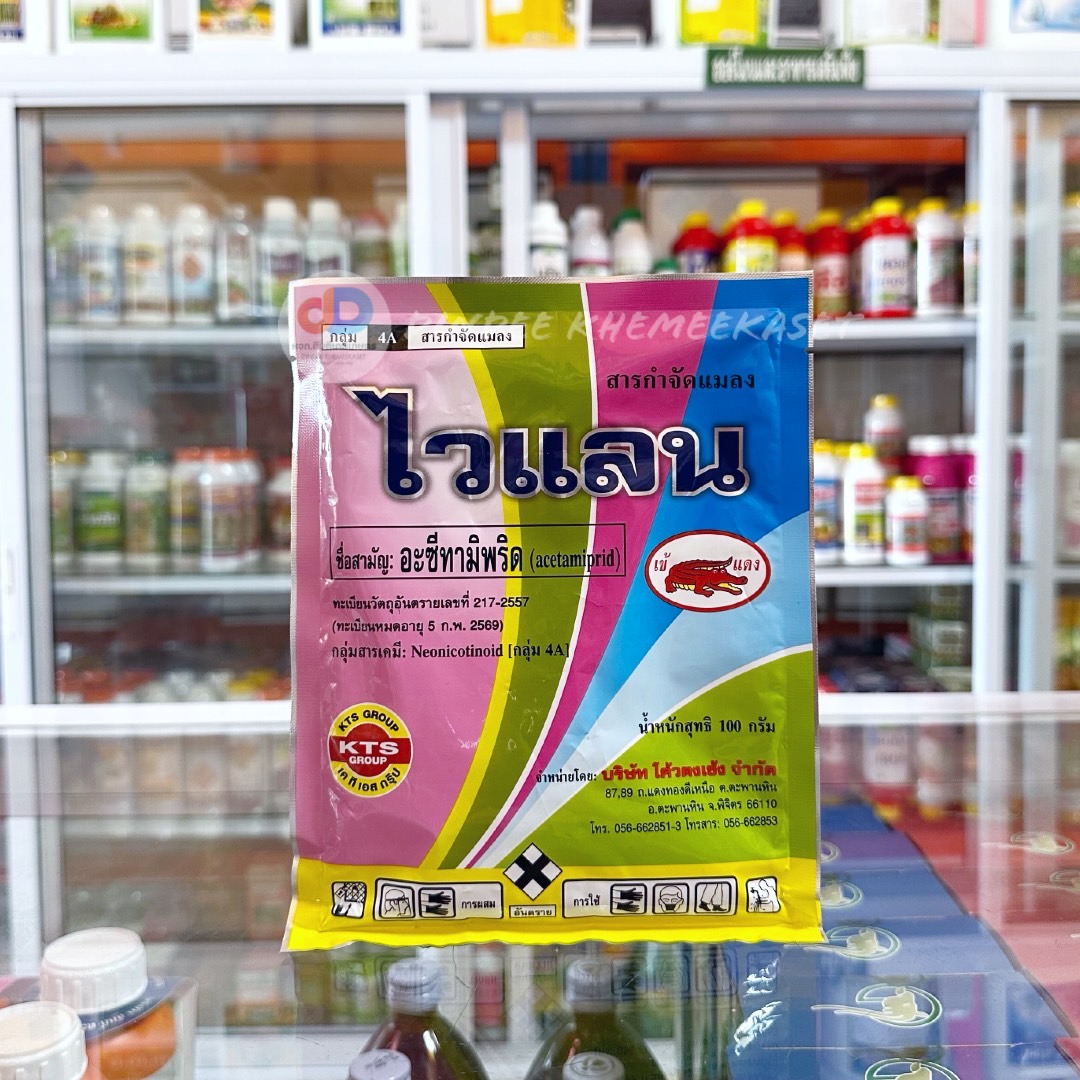 DD
DINDEE KHEMEEKASET
กลุ่ม 4A สารกำจัดแมลง
สารกำจัดแมลง
ไวแลน
ชื่อสามัญ: อะซีทามิพริด (acetamiprid)
เข้ แดง
ทะเบียนวัตถุอันตรายเลขที่ 217-2557
(ทะเบียนหมดอายุ 5 ก.พ. 2569)
กลุ่มสารเคมี: Neonicotinoid [กลุ่ม 4A]
KTS GROUP
KTS
GROUP
เค ที เอส กรุ๊ป
น้ำหนักสุทธิ 100 กรัม
จำหน่ายโดย: บริษัท โค้วตงเฮ้ง จำกัด
87,89 ถ.แดงทองดีเหนือ ต.ตะพานหิน
อ.ตะพานหิน จ.พิจิตร 66110
โทร. 056-662851-3 โทรสาร: 056-662853
การผสม
อันตราย
การใช้